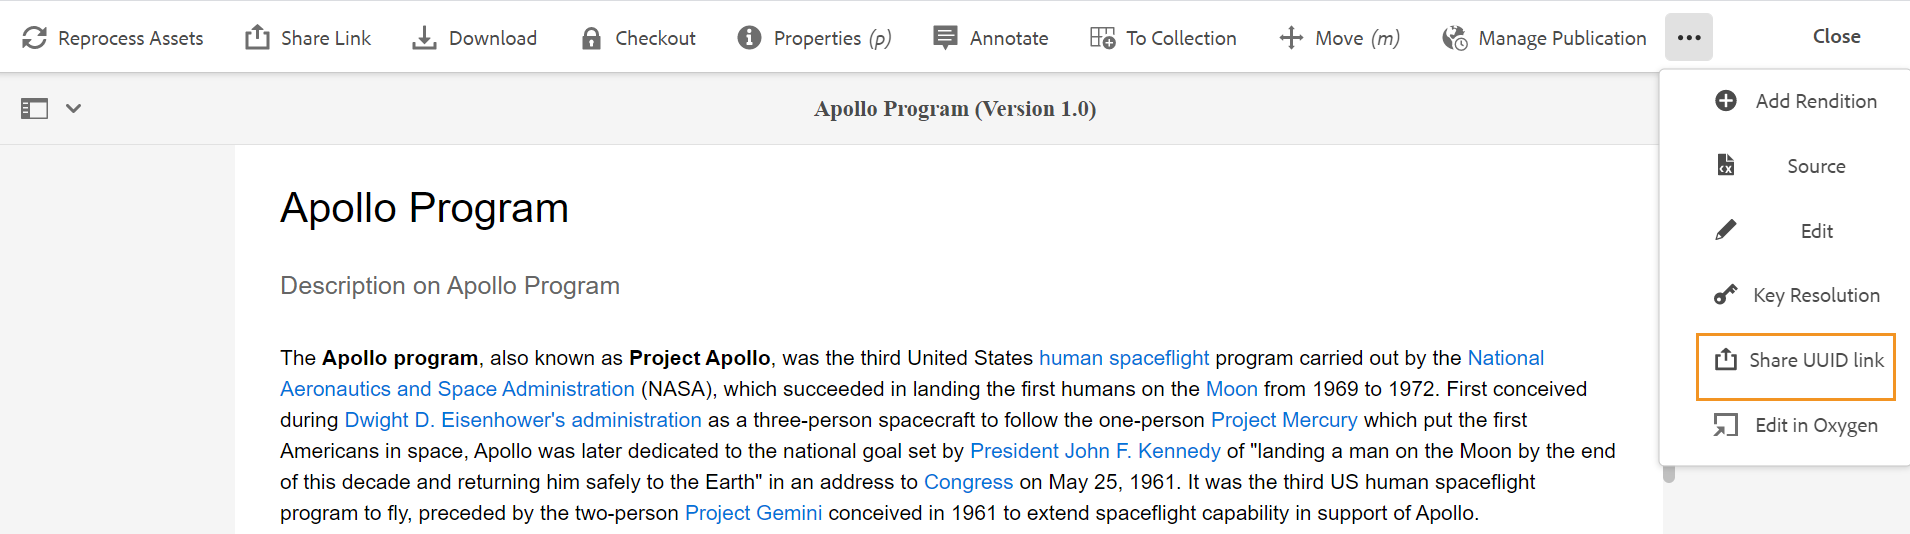 Reprocess Assets Share Link Download Checkout Properties (p) Annotate To Collection Move (m) Manage Publication ••• Close
Apollo Program (Version 1.0)
Add Rendition
Source
Edit
Key Resolution
Share UUID link
Edit in Oxygen
Apollo Program
Description on Apollo Program
The Apollo program, also known as Project Apollo, was the third United States human spaceflight program carried out by the National
Aeronautics and Space Administration (NASA), which succeeded in landing the first humans on the Moon from 1969 to 1972. First conceived
during Dwight D. Eisenhower's administration as a three-person spacecraft to follow the one-person Project Mercury which put the first
Americans in space, Apollo was later dedicated to the national goal set by President John F. Kennedy of "landing a man on the Moon by the end
of this decade and returning him safely to the Earth" in an address to Congress on May 25, 1961. It was the third US human spaceflight
program to fly, preceded by the two-person Project Gemini conceived in 1961 to extend spaceflight capability in support of Apollo.